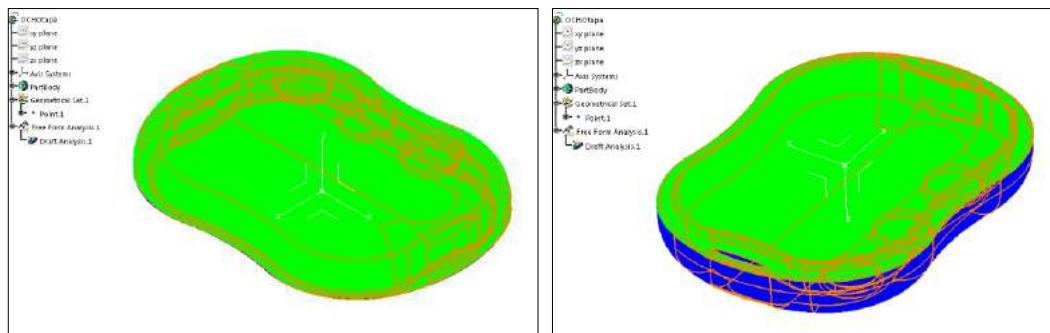 OCHOtapa
xy plane
yz plane
zx plane
Axis Systems
PartBody
Geometrical Set.1
Point.1
Free Form Analysis.1
Draft Analysis.1
OCHOtapa
xy plane
yz plane
zx plane
Axis Systems
PartBody
Geometrical Set.1
Point.1
Free Form Analysis.1
Draft Analysis.1